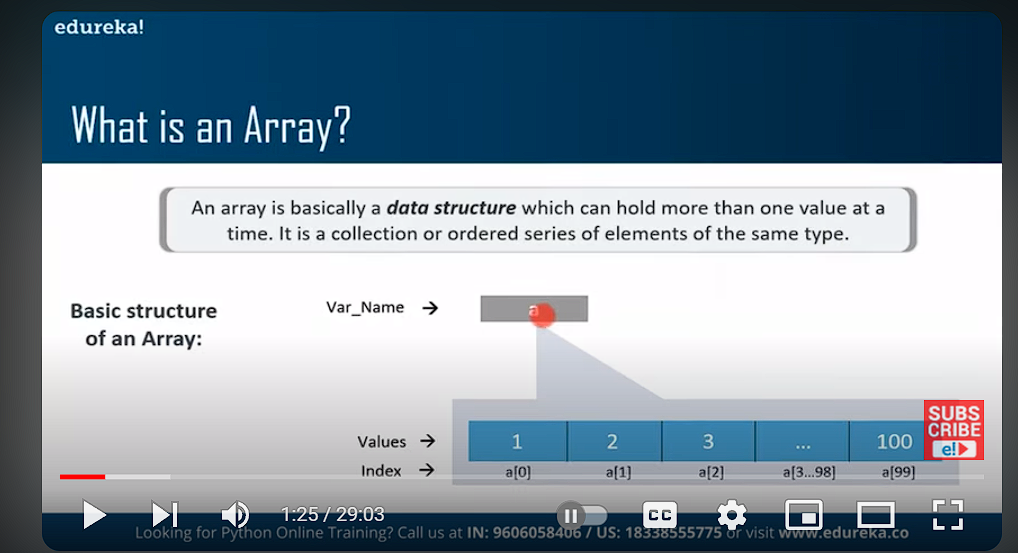 edureka!
What is an Array?
An array is basically a data structure which can hold more than one value at a
time. It is a collection or ordered series of elements of the same type.
Basic structure
of an Array:
Var_Name → a
Values → 1 2 3 ... 100
Index → a[0] a[1] a[2] a[3...98] a[99]
SUBS
CRIBE
e!
1:25 / 29:03
CC
Looking for Python Online Training? Call us at IN: 9606058406 / US: 18338555775 or visit www.edureka.co